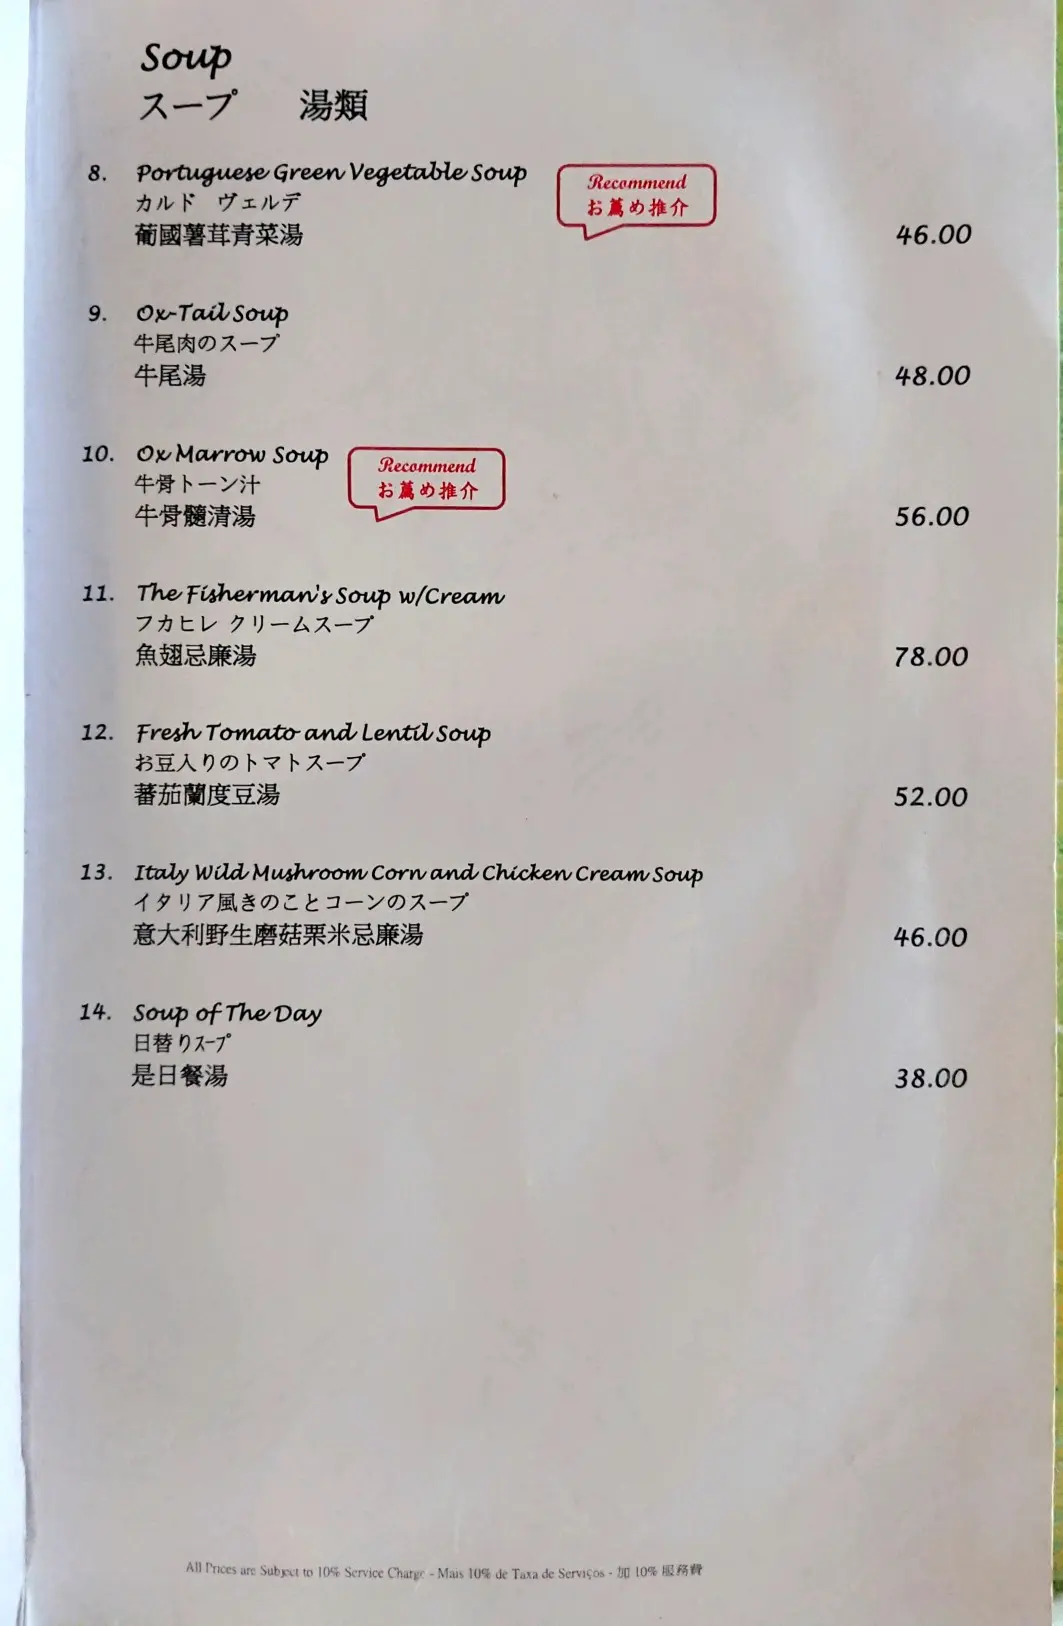 Soup
スープ 湯類
8. Portuguese Green Vegetable Soup
カルド ヴェルデ
葡國薯茸青菜湯 46.00
Recommend
お薦め推介
9. Ox-Tail Soup
牛尾肉のスープ
牛尾湯 48.00
10. Ox Marrow Soup
牛骨トーン汁
牛骨髓清湯 56.00
Recommend
お薦め推介
11. The Fisherman's Soup w/Cream
フカヒレ クリームスープ
魚翅忌廉湯 78.00
12. Fresh Tomato and Lentil Soup
お豆入りのトマトスープ
蕃茄蘭度豆湯 52.00
13. Italy Wild Mushroom Corn and Chicken Cream Soup
イタリア風きのことコーンのスープ
意大利野生磨菇栗米忌廉湯 46.00
14. Soup of The Day
日替りスープ
是日餐湯 38.00
All Prices are Subject to 10% Service Charge - Mais 10% de Taxa de Serviços - 加 10% 服務費